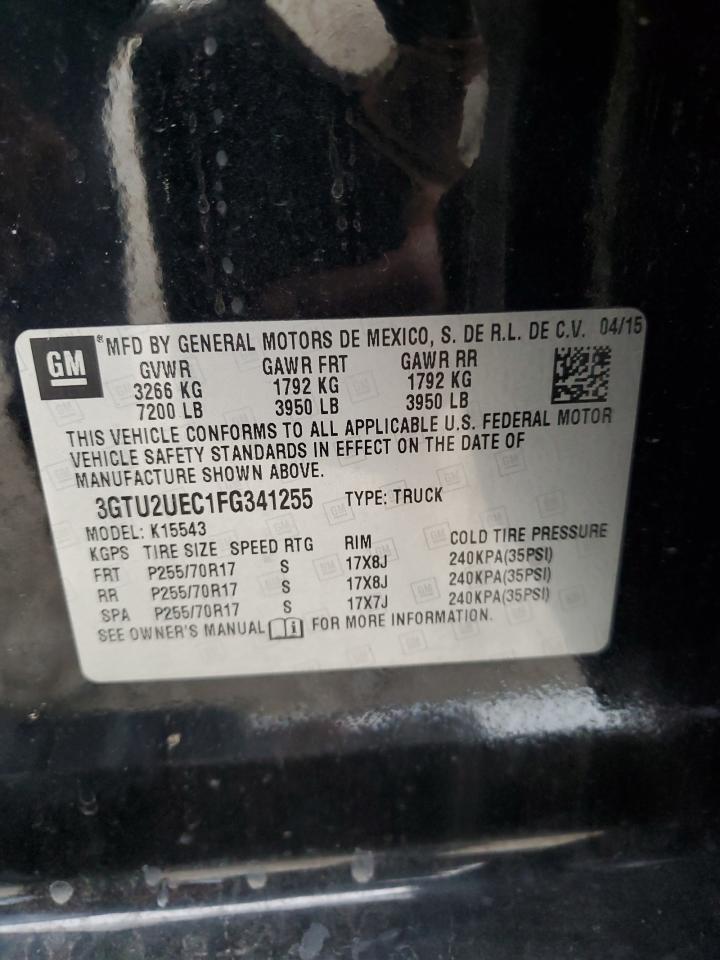 GM ® MFD BY GENERAL MOTORS DE MEXICO, S. DE R.L. DE C.V. 04/15
GVWR GAWR FRT GAWR RR
3266 KG 1792 KG 1792 KG
7200 LB 3950 LB 3950 LB
THIS VEHICLE CONFORMS TO ALL APPLICABLE U.S. FEDERAL MOTOR
VEHICLE SAFETY STANDARDS IN EFFECT ON THE DATE OF
MANUFACTURE SHOWN ABOVE.
3GTU2UEC1FG341255 TYPE: TRUCK
MODEL: K15543
KGPS TIRE SIZE SPEED RTG RIM COLD TIRE PRESSURE
FRT P255/70R17 S 17X8J 240KPA(35PSI)
RR P255/70R17 S 17X8J 240KPA(35PSI)
SPA P255/70R17 S 17X7J 240KPA(35PSI)
SEE OWNER'S MANUAL FOR MORE INFORMATION.